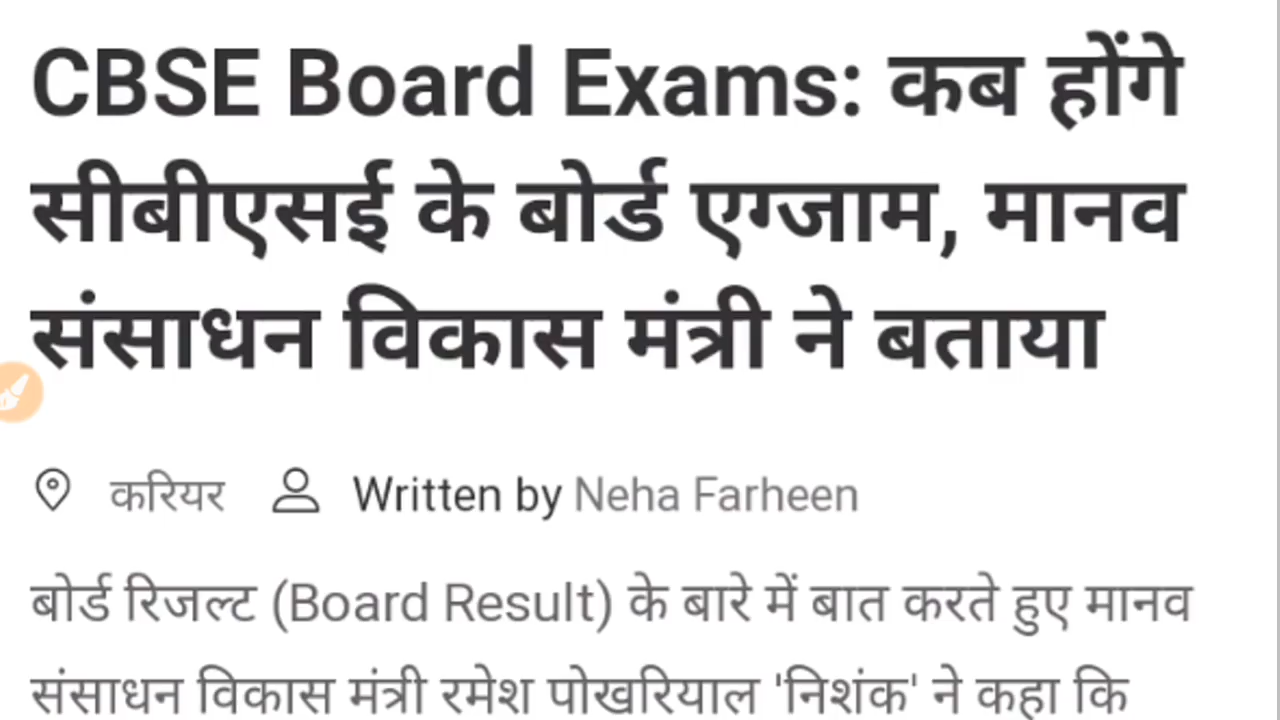 CBSE Board Exams: कब होंगे
सीबीएसई के बोर्ड एग्जाम, मानव
संसाधन विकास मंत्री ने बताया
करियर Written by Neha Farheen
बोर्ड रिजल्ट (Board Result) के बारे में बात करते हुए मानव
संसाधन विकास मंत्री रमेश पोखरियाल 'निशंक' ने कहा कि